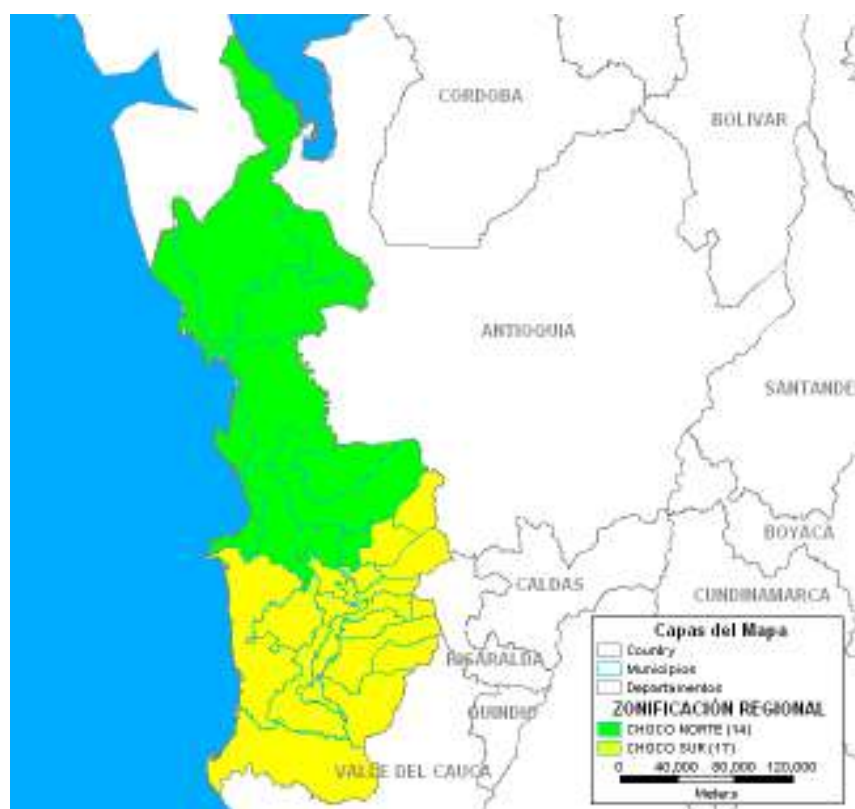 CORDOBA
BOLIVAR
ANTIOQUIA
SANTANDE
BOYACA
CALDAS
CUNDINAMARCA
RISARALDA
QUINDIO
VALLE DEL CAUCA
Capas del Mapa
Country
Municipios
Departamentos
ZONIFICACIÓN REGIONAL
CHOCO NORTE (14)
CHOCO SUR (17)
0 40,000 80,000 120,000
Meters